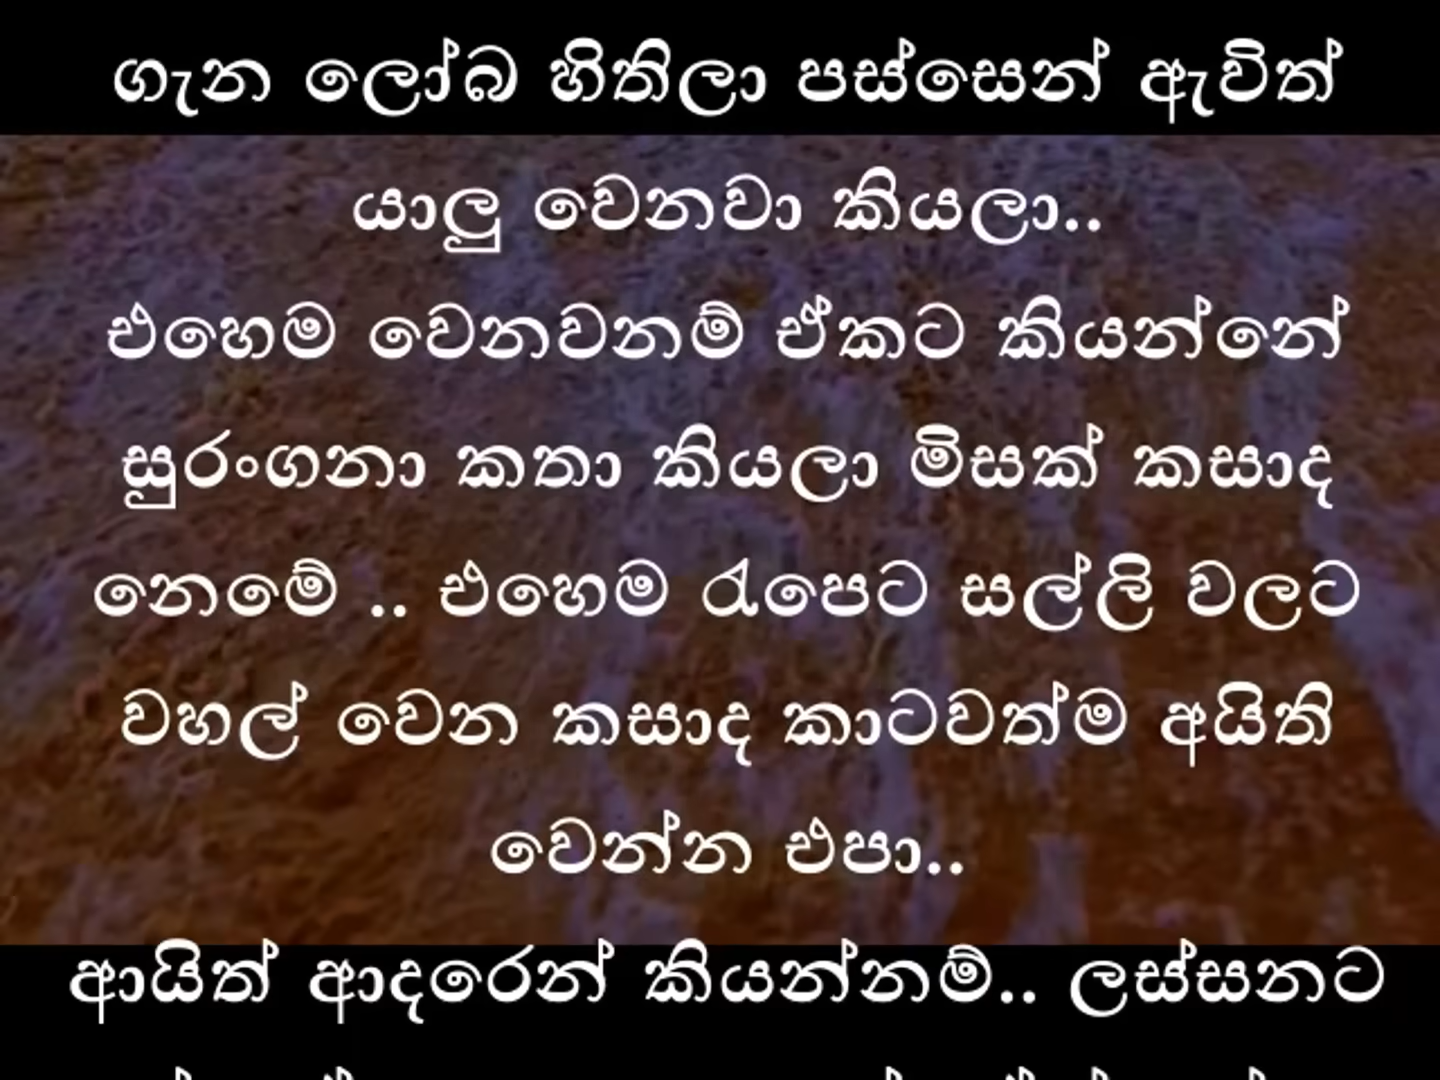 ගැන ලෝබ හිතිලා පස්සෙන් ඇවිත්
යාලු වෙනවා කියලා..
එහෙම වෙනවනම් ඒකට කියන්නේ
සුරංගනා කතා කියලා මිසක් කසාද
නෙමේ .. එහෙම රැපෙට සල්ලි වලට
වහල් වෙන කසාද කාටවත්ම අයිති
වෙන්න එපා..
ආයිත් ආදරෙන් කියන්නම්.. ලස්සනට